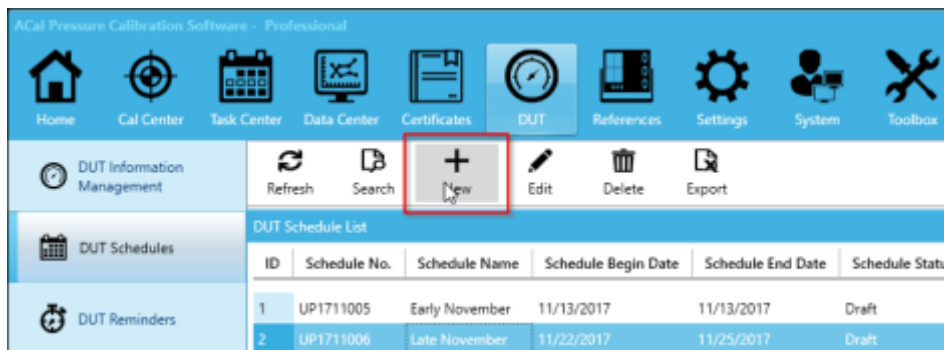 ACal Pressure Calibration Software - Professional
Home Cal Center Task Center Data Center Certificates DUT References Settings System Toolbox
DUT Information
Management
Refresh Search New Edit Delete Export
DUT Schedule List
DUT Schedules
ID Schedule No. Schedule Name Schedule Begin Date Schedule End Date Schedule Statu
1 UP1711005 Early November 11/13/2017 11/13/2017 Draft
DUT Reminders
2 UP1711006 Late November 11/22/2017 11/25/2017 Draft